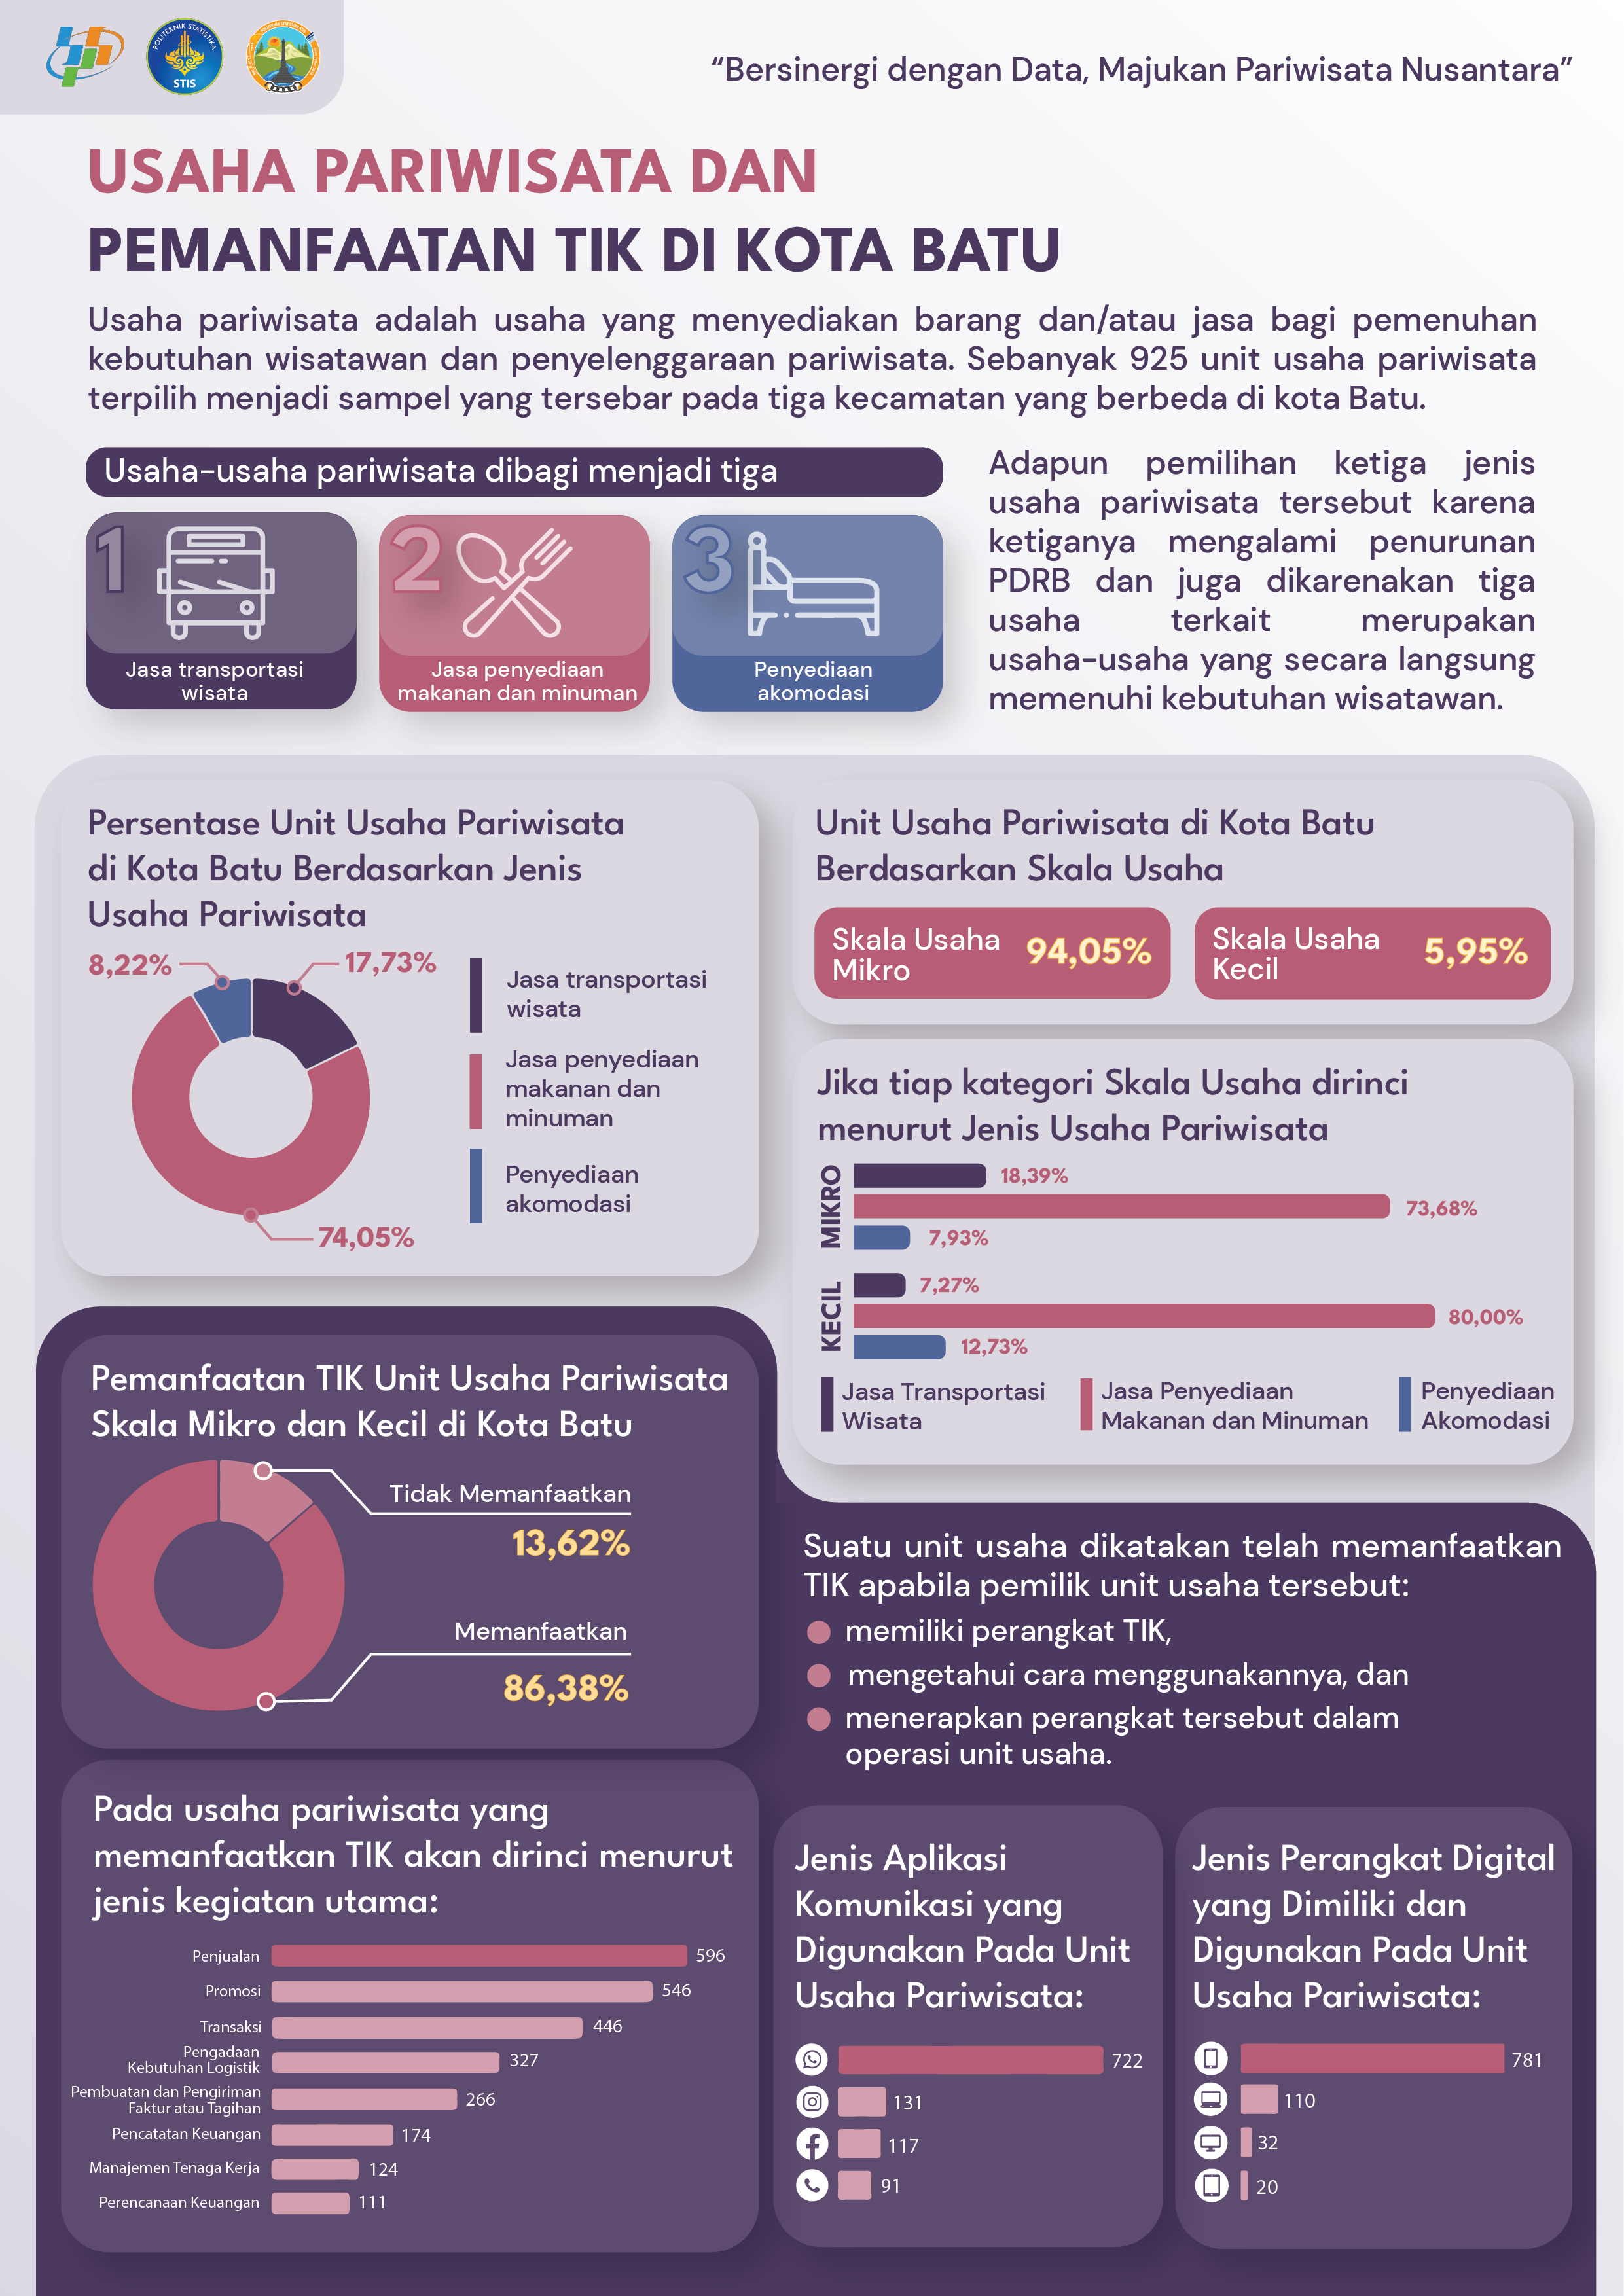 POLITEKNIK STATISTIKA
STIS
“Bersinergi dengan Data, Majukan Pariwisata Nusantara”
USAHA PARIWISATA DAN
PEMANFAATAN TIK DI KOTA BATU
Usaha pariwisata adalah usaha yang menyediakan barang dan/atau jasa bagi pemenuhan
kebutuhan wisatawan dan penyelenggaraan pariwisata. Sebanyak 925 unit usaha pariwisata
terpilih menjadi sampel yang tersebar pada tiga kecamatan yang berbeda di kota Batu.
Usaha-usaha pariwisata dibagi menjadi tiga
1
Jasa transportasi
wisata
2
Jasa penyediaan
makanan dan minuman
3
Penyediaan
akomodasi
Adapun pemilihan ketiga jenis
usaha pariwisata tersebut karena
ketiganya mengalami penurunan
PDRB dan juga dikarenakan tiga
usaha terkait merupakan
usaha-usaha yang secara langsung
memenuhi kebutuhan wisatawan.
Persentase Unit Usaha Pariwisata
di Kota Batu Berdasarkan Jenis
Usaha Pariwisata
8,22%
17,73%
74,05%
Jasa transportasi
wisata
Jasa penyediaan
makanan dan
minuman
Penyediaan
akomodasi
Unit Usaha Pariwisata di Kota Batu
Berdasarkan Skala Usaha
Skala Usaha
Mikro
94,05%
Skala Usaha
Kecil
5,95%
Jika tiap kategori Skala Usaha dirinci
menurut Jenis Usaha Pariwisata
MIKRO
18,39%
73,68%
7,93%
KECIL
7,27%
80,00%
12,73%
Jasa Transportasi
Wisata
Jasa Penyediaan
Makanan dan Minuman
Penyediaan
Akomodasi
Pemanfaatan TIK Unit Usaha Pariwisata
Skala Mikro dan Kecil di Kota Batu
Tidak Memanfaatkan
13,62%
Memanfaatkan
86,38%
Suatu unit usaha dikatakan telah memanfaatkan
TIK apabila pemilik unit usaha tersebut:
memiliki perangkat TIK,
mengetahui cara menggunakannya, dan
menerapkan perangkat tersebut dalam
operasi unit usaha.
Pada usaha pariwisata yang
memanfaatkan TIK akan dirinci menurut
jenis kegiatan utama:
Penjualan 596
Promosi 546
Transaksi 446
Pengadaan
Kebutuhan Logistik 327
Pembuatan dan Pengiriman
Faktur atau Tagihan 266
Pencatatan Keuangan 174
Manajemen Tenaga Kerja 124
Perencanaan Keuangan 111
Jenis Aplikasi
Komunikasi yang
Digunakan Pada Unit
Usaha Pariwisata:
722
131
117
91
Jenis Perangkat Digital
yang Dimiliki dan
Digunakan Pada Unit
Usaha Pariwisata:
781
110
32
20